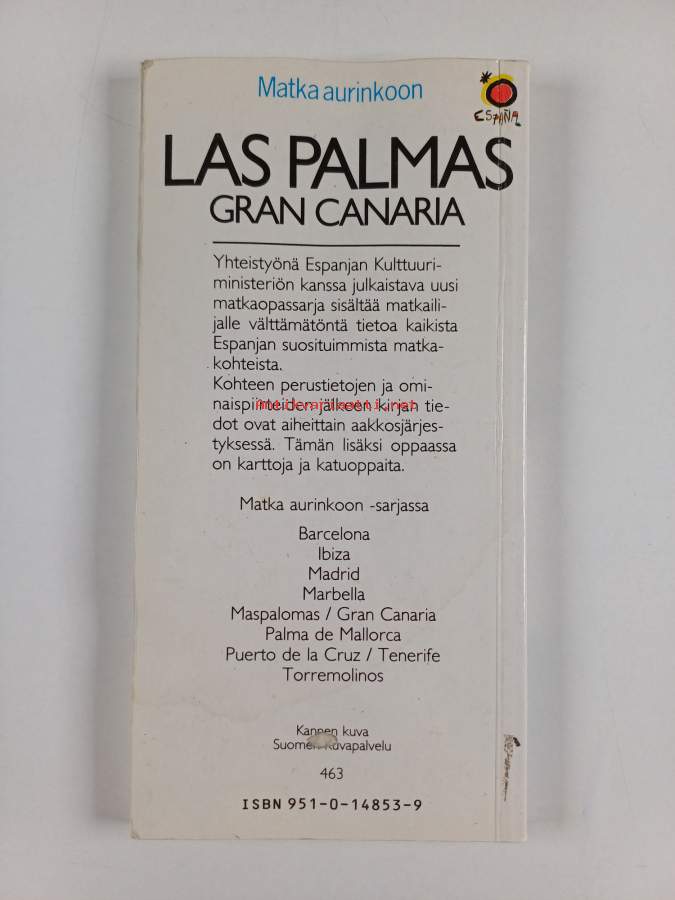 Matka aurinkoon
ESPAÑA
LAS PALMAS
GRAN CANARIA
Yhteistyönä Espanjan Kulttuuri-
ministeriön kanssa julkaistava uusi
matkaopassarja sisältää matkaili-
jalle välttämätöntä tietoa kaikista
Espanjan suosituimmista matka-
kohteista.
Kohteen perustietojen ja omi-
naispiirteiden jälkeen kirjan tie-
antikvariaatti.net
dot ovat aiheittain aakkosjärjes-
tyksessä. Tämän lisäksi oppaassa
on karttoja ja katuoppaita.
Matka aurinkoon -sarjassa
Barcelona
Ibiza
Madrid
Marbella
Maspalomas / Gran Canaria
Palma de Mallorca
Puerto de la Cruz / Tenerife
Torremolinos
Kannen kuva
Suomen Kuvapalvelu
463
ISBN 951-0-14853-9